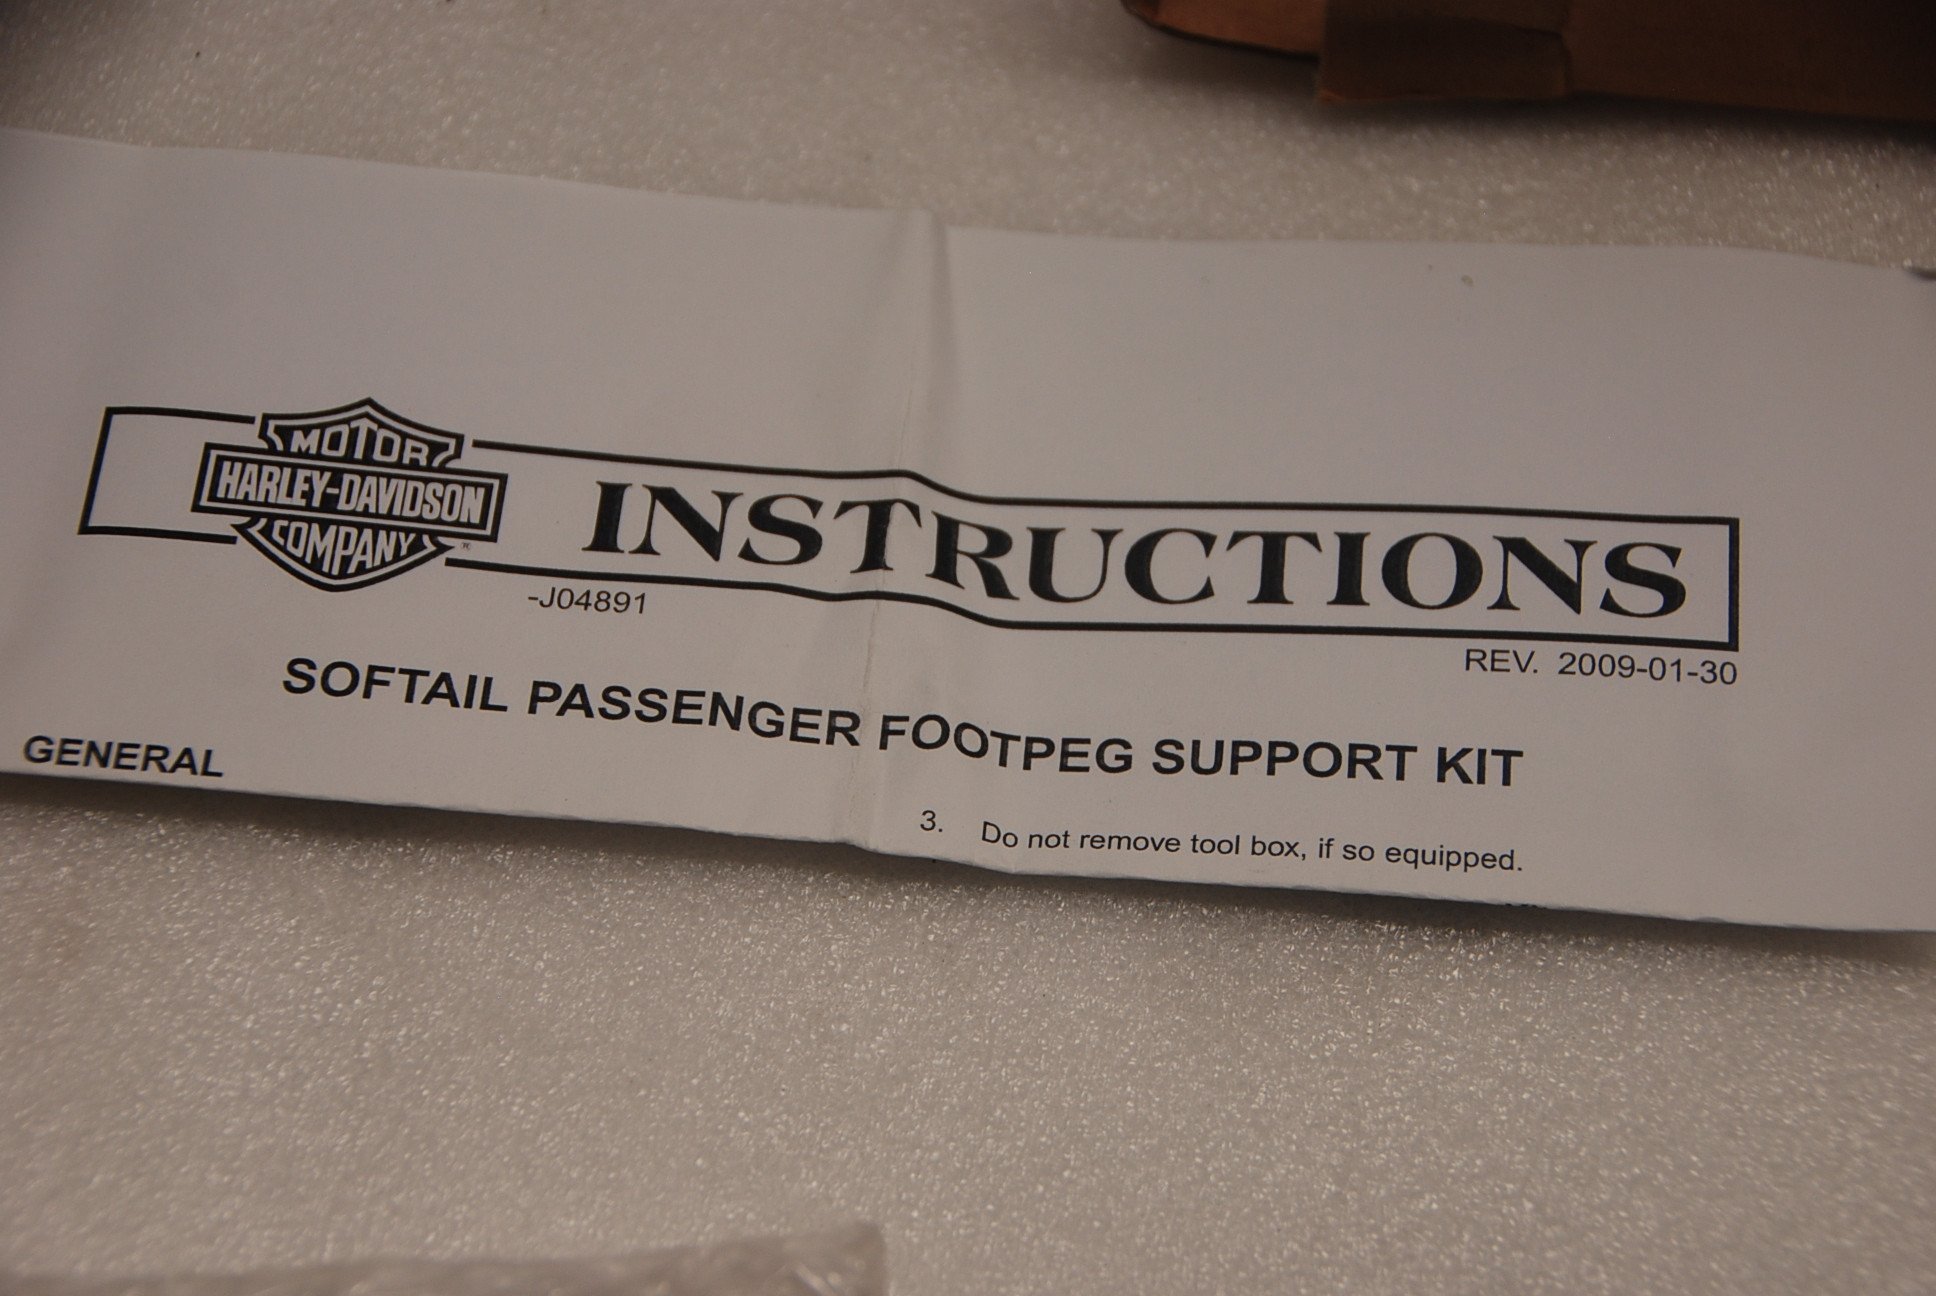 MOTOR
HARLEY-DAVIDSON
COMPANY
®
INSTRUCTIONS
-J04891
REV. 2009-01-30
SOFTAIL PASSENGER FOOTPEG SUPPORT KIT
GENERAL
3. Do not remove tool box, if so equipped.